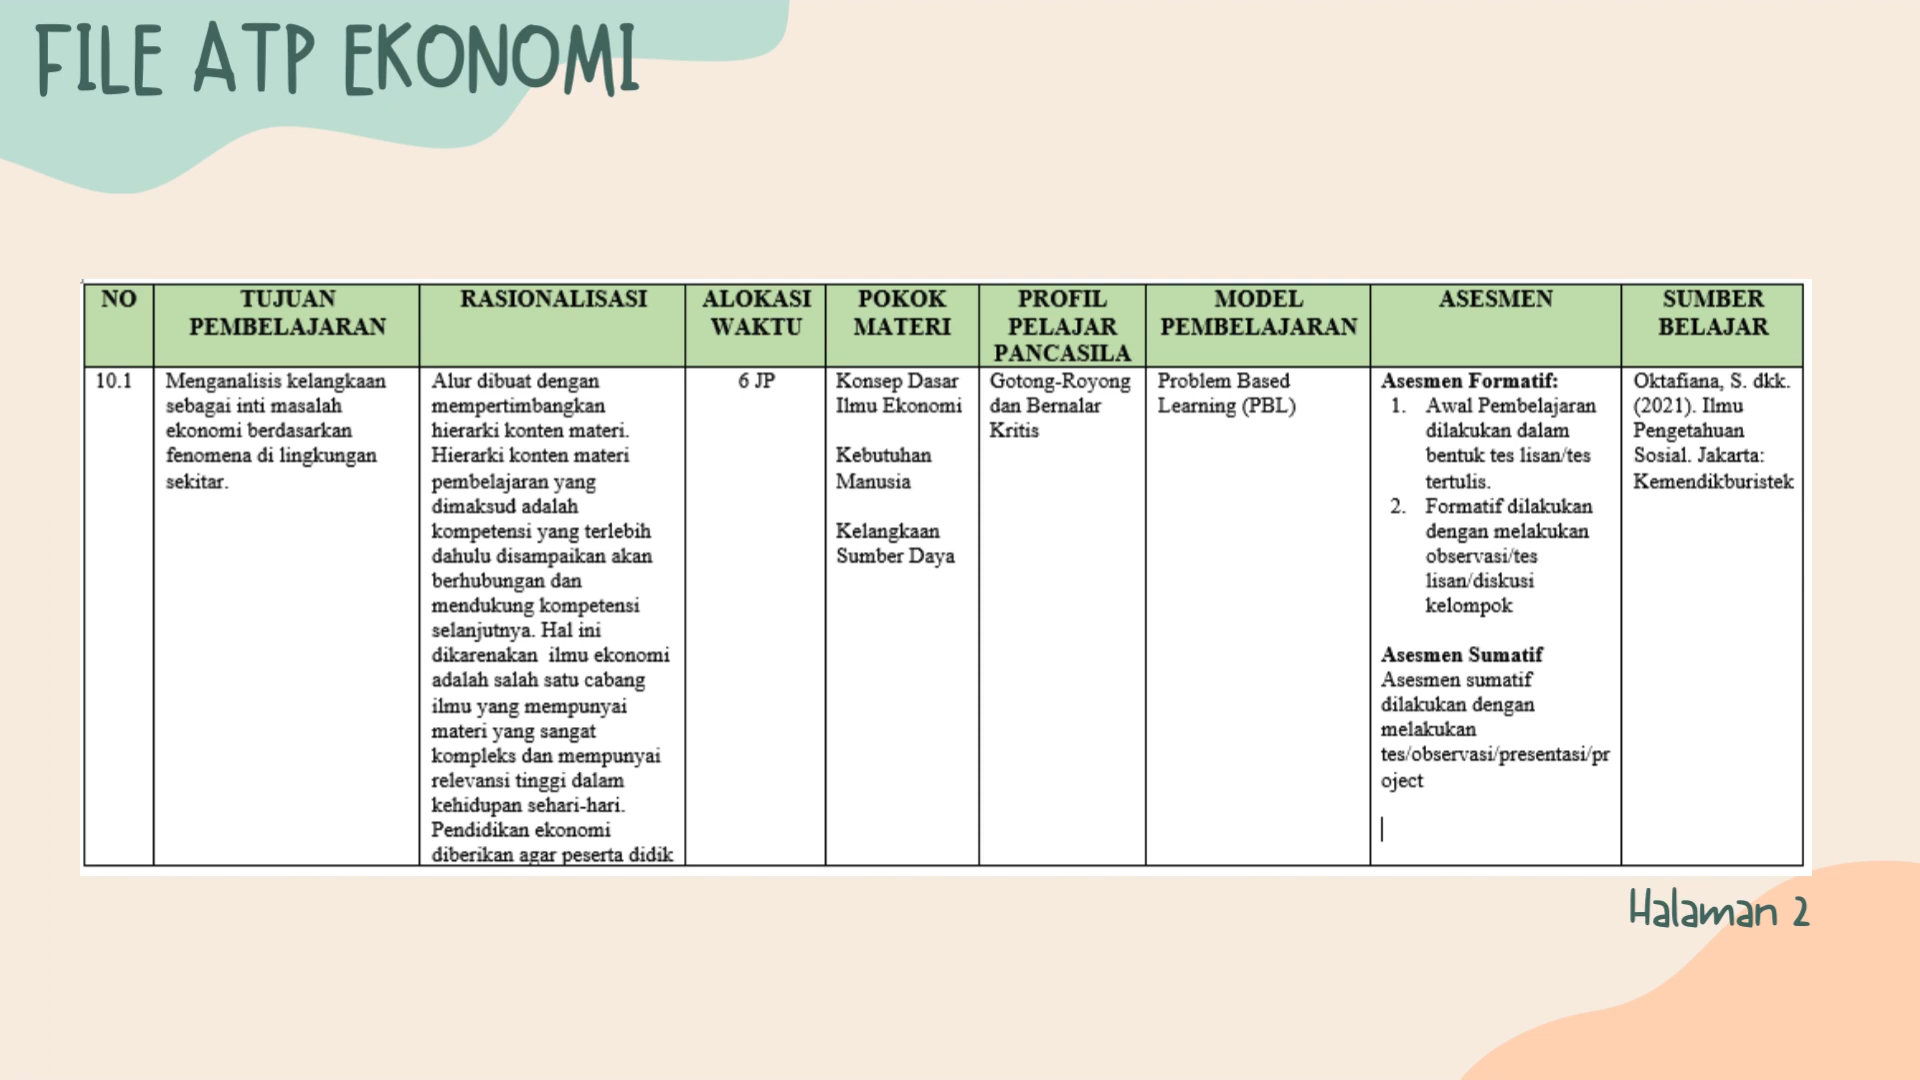 FILE ATP EKONOMI
NO
TUJUAN
PEMBELAJARAN
RASIONALISASI
ALOKASI
WAKTU
POKOK
MATERI
PROFIL
PELAJAR
PANCASILA
MODEL
PEMBELAJARAN
ASESMEN
SUMBER
BELAJAR
10.1
Menganalisis kelangkaan
sebagai inti masalah
ekonomi berdasarkan
fenomena di lingkungan
sekitar.
Alur dibuat dengan
mempertimbangkan
hierarki konten materi.
Hierarki konten materi
pembelajaran yang
dimaksud adalah
kompetensi yang terlebih
dahulu disampaikan akan
berhubungan dan
mendukung kompetensi
selanjutnya. Hal ini
dikarenakan  ilmu ekonomi
adalah salah satu cabang
ilmu yang mempunyai
materi yang sangat
kompleks dan mempunyai
relevansi tinggi dalam
kehidupan sehari-hari.
Pendidikan ekonomi
diberikan agar peserta didik
6 JP
Konsep Dasar
Ilmu Ekonomi
Kebutuhan
Manusia
Kelangkaan
Sumber Daya
Gotong-Royong
dan Bernalar
Kritis
Problem Based
Learning (PBL)
Asesmen Formatif:
1. Awal Pembelajaran
dilakukan dalam
bentuk tes lisan/tes
tertulis.
2. Formatif dilakukan
dengan melakukan
observasi/tes
lisan/diskusi
kelompok
Asesmen Sumatif
Asesmen sumatif
dilakukan dengan
melakukan
tes/observasi/presentasi/pr
oject
Oktafiana, S. dkk.
(2021). Ilmu
Pengetahuan
Sosial. Jakarta:
Kemendikburistek
Halaman 2